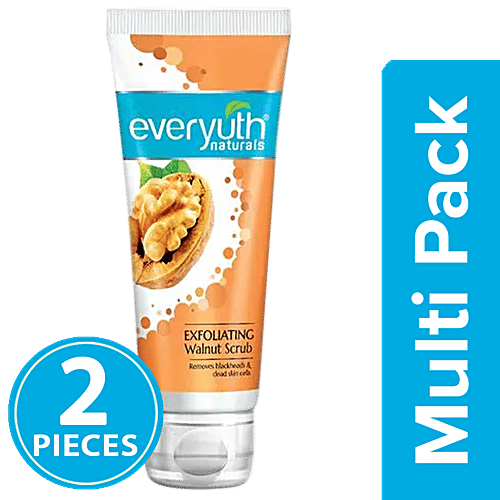 everyuth®
naturals
EXFOLIATING
Walnut Scrub
Removes blackheads &
dead skin cells
2
PIECES
Multi Pack